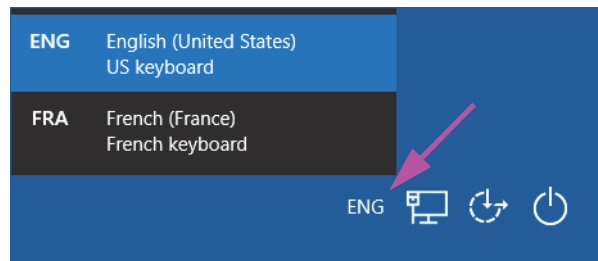 ENG English (United States)
US keyboard
FRA French (France)
French keyboard
ENG